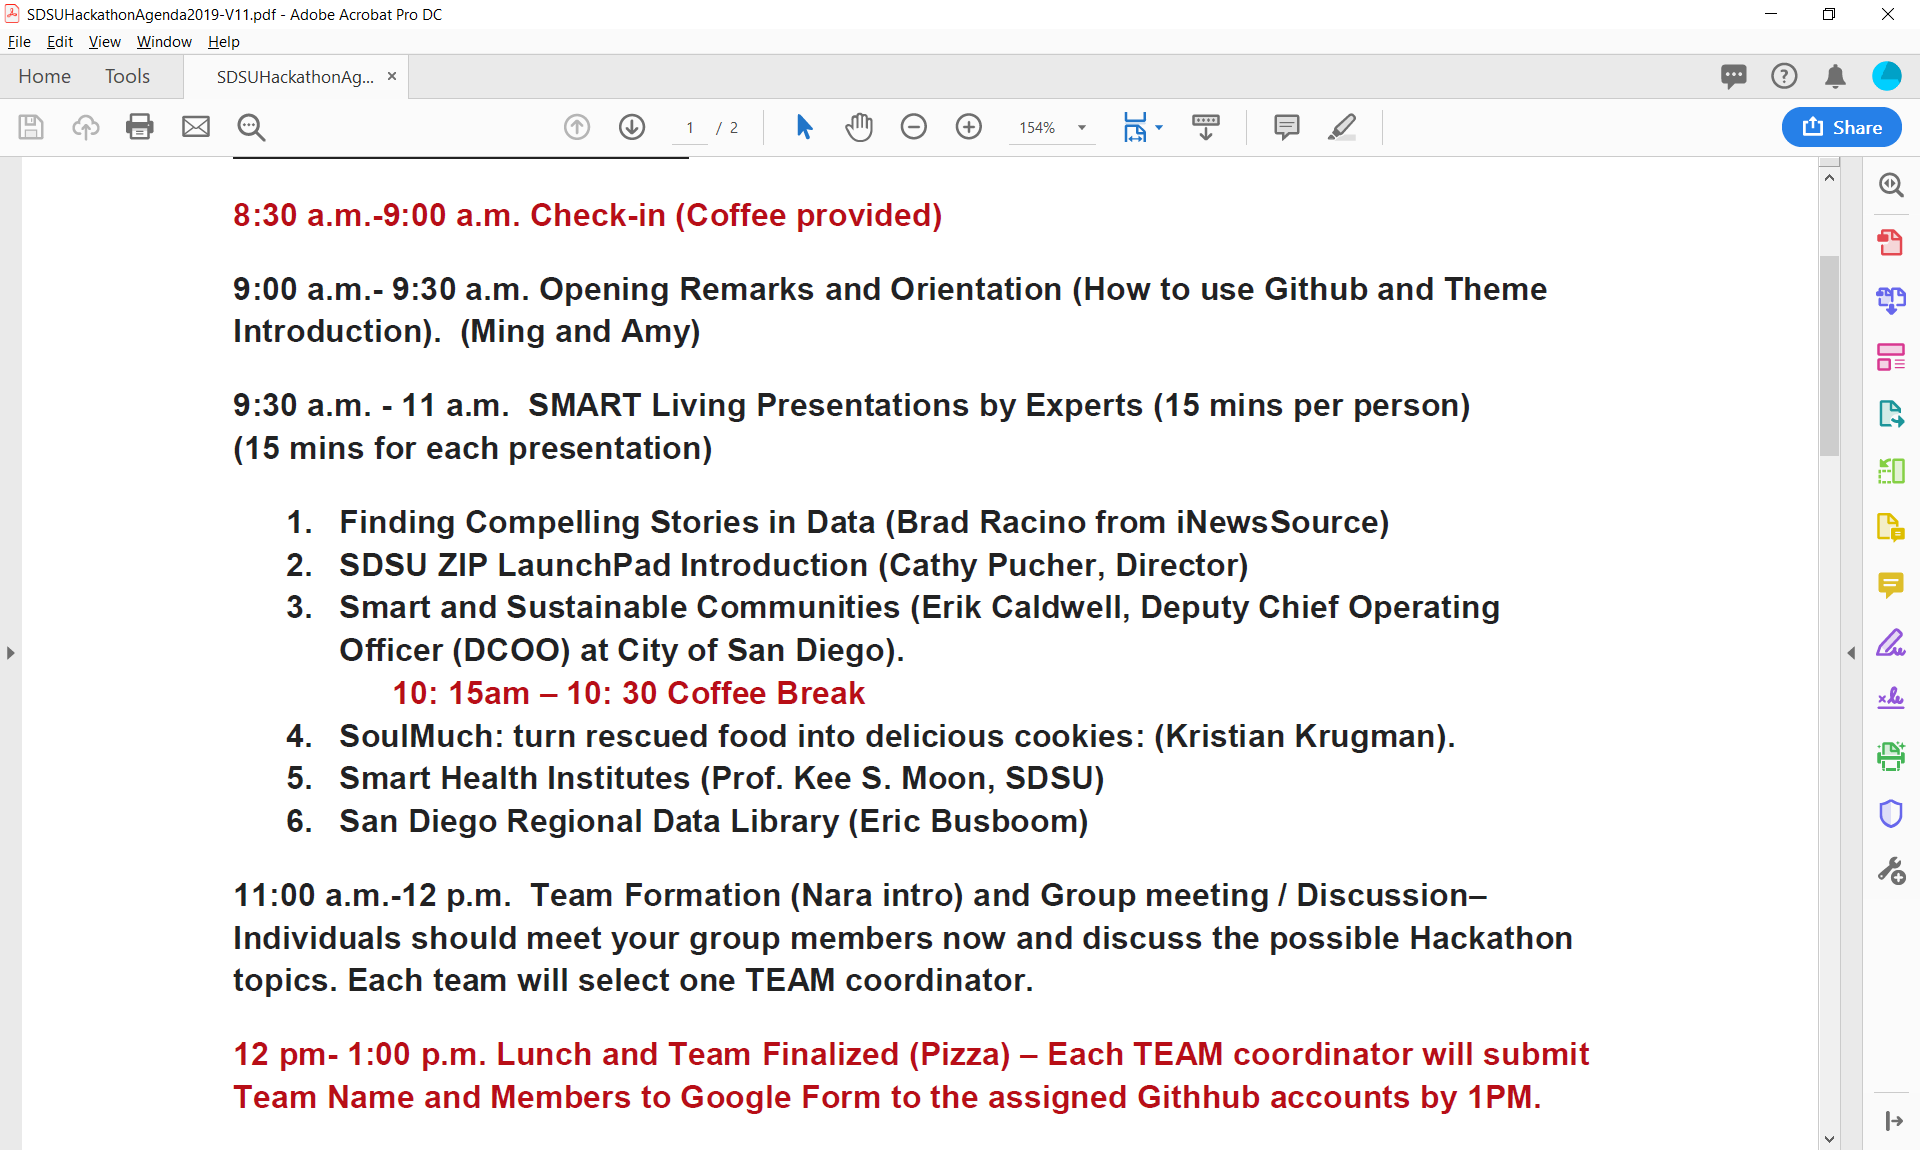 SDSUHackathonAgenda2019-V11.pdf - Adobe Acrobat Pro DC
File Edit View Window Help
Home Tools SDSUHackathonAg... ×
1 / 2 154% Share
8:30 a.m.-9:00 a.m. Check-in (Coffee provided)
9:00 a.m.- 9:30 a.m. Opening Remarks and Orientation (How to use Github and Theme
Introduction).  (Ming and Amy)
9:30 a.m. - 11 a.m.  SMART Living Presentations by Experts (15 mins per person)
(15 mins for each presentation)
1. Finding Compelling Stories in Data (Brad Racino from iNewsSource)
2. SDSU ZIP LaunchPad Introduction (Cathy Pucher, Director)
3. Smart and Sustainable Communities (Erik Caldwell, Deputy Chief Operating
Officer (DCOO) at City of San Diego).
10: 15am – 10: 30 Coffee Break
4. SoulMuch: turn rescued food into delicious cookies: (Kristian Krugman).
5. Smart Health Institutes (Prof. Kee S. Moon, SDSU)
6. San Diego Regional Data Library (Eric Busboom)
11:00 a.m.-12 p.m.  Team Formation (Nara intro) and Group meeting / Discussion–
Individuals should meet your group members now and discuss the possible Hackathon
topics. Each team will select one TEAM coordinator.
12 pm- 1:00 p.m. Lunch and Team Finalized (Pizza) – Each TEAM coordinator will submit
Team Name and Members to Google Form to the assigned Githhub accounts by 1PM.